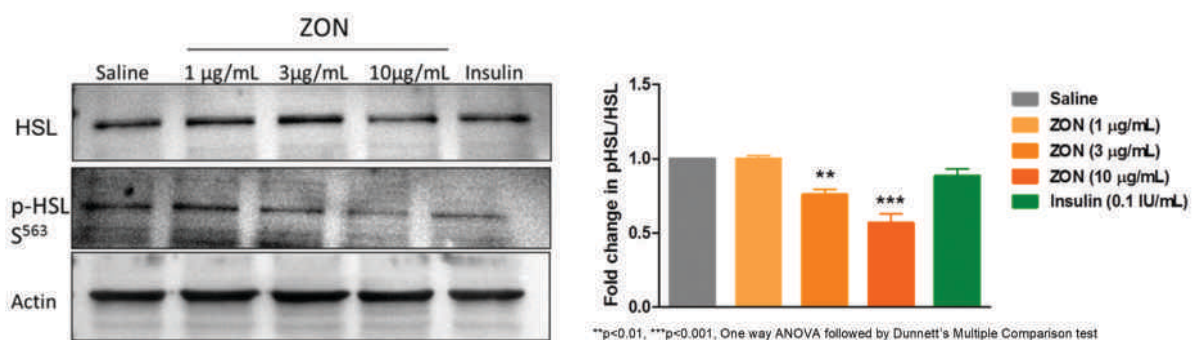 ZON
Saline 1 µg/mL 3µg/mL 10µg/mL Insulin
HSL
p-HSL
S563
Actin
Fold change in pHSL/HSL
1.5
1.0
0.5
0.0
**
***
Saline
ZON (1 µg/mL)
ZON (3 µg/mL)
ZON (10 µg/mL)
Insulin (0.1 IU/mL)
**p<0.01, ***p<0.001, One way ANOVA followed by Dunnett's Multiple Comparison test